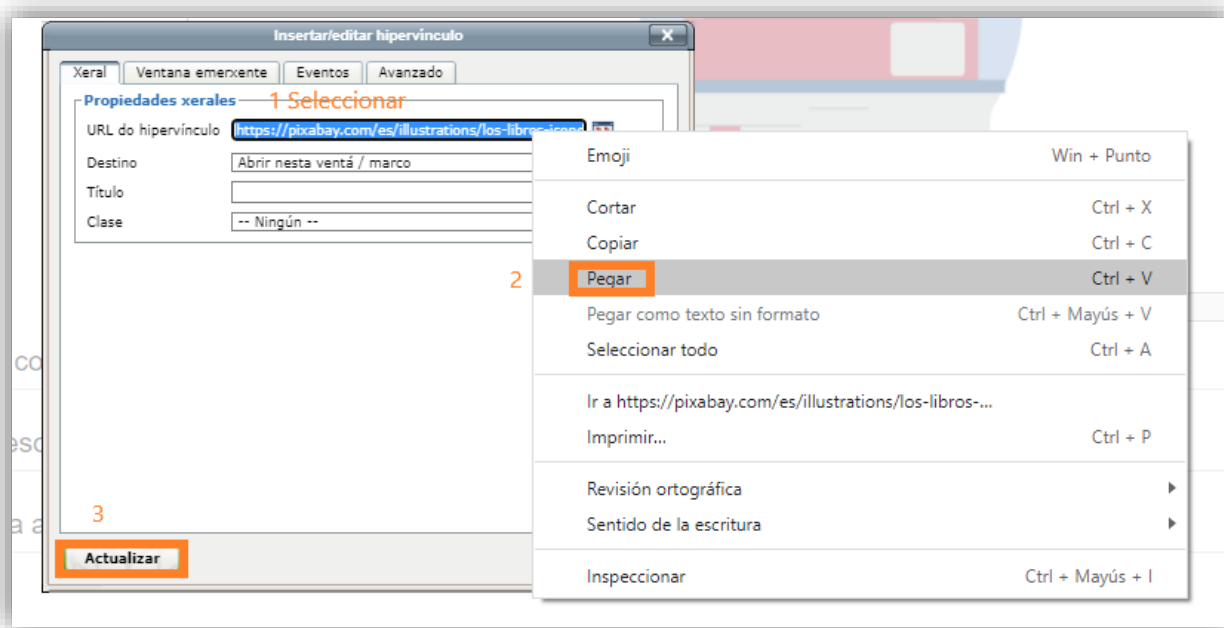 Insertar/editar hipervínculo
Xeral Ventana emerxente Eventos Avanzado
Propiedades xerales
1 Seleccionar
URL do hipervínculo https://pixabay.com/es/illustrations/los-libros-icono
Destino Abrir nesta ventá / marco
Título
Clase -- Ningún --
Emoji Win + Punto
Cortar Ctrl + X
Copiar Ctrl + C
2
Pegar Ctrl + V
Pegar como texto sin formato Ctrl + Mayús + V
Seleccionar todo Ctrl + A
Ir a https://pixabay.com/es/illustrations/los-libros-...
Imprimir... Ctrl + P
Revisión ortográfica
Sentido de la escritura
Inspeccionar Ctrl + Mayús + I
3
Actualizar
co
esc
a a